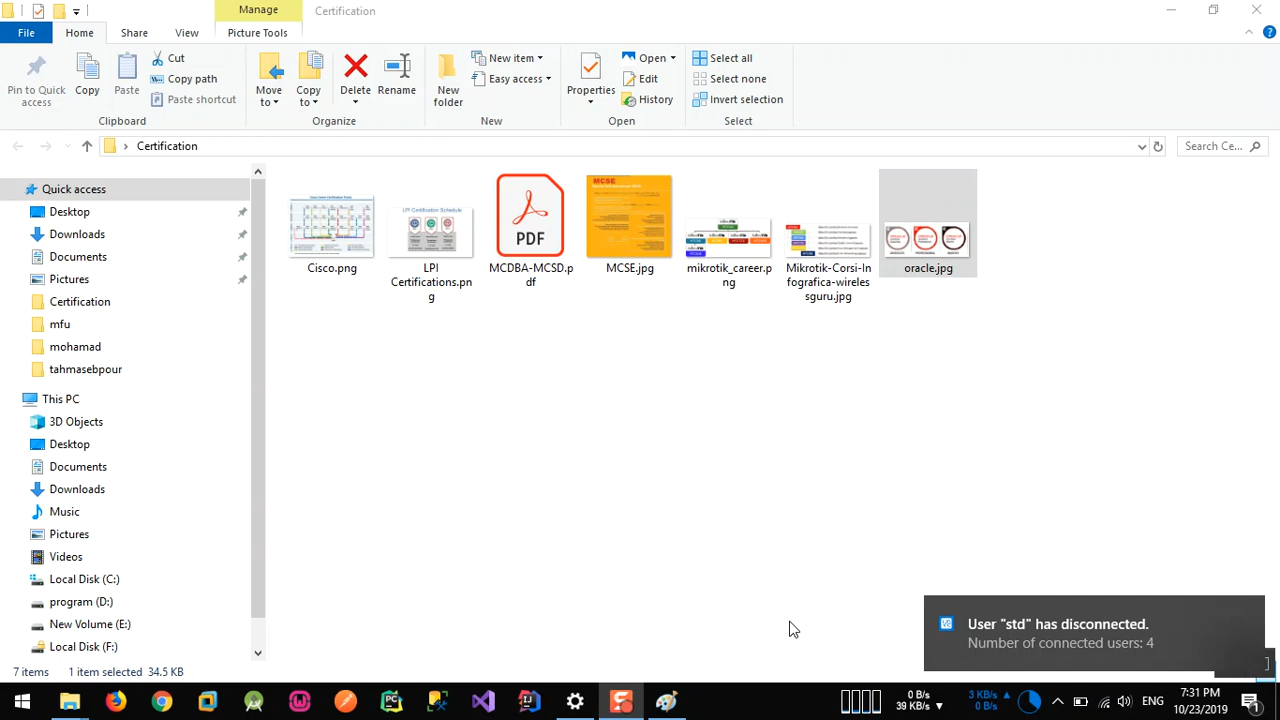 Manage
Certification
File
Home
Share
View
Picture Tools
Pin to Quick access
Copy
Paste
Cut
Copy path
Paste shortcut
Clipboard
Move to
Copy to
Delete
Rename
Organize
New folder
New item
Easy access
New
Properties
Open
Edit
History
Open
Select all
Select none
Invert selection
Select
Certification
Search Ce...
Quick access
Desktop
Downloads
Documents
Pictures
Certification
mfu
mohamad
tahmasebpour
This PC
3D Objects
Desktop
Documents
Downloads
Music
Pictures
Videos
Local Disk (C:)
program (D:)
New Volume (E:)
Local Disk (F:)
Cisco.png
LPI Certification Schedule
LPI
Certifications.pn
g
PDF
MCDBA-MCSD.p
df
MCSE
MCSE.jpg
mikrotik_career.p
ng
Mikrotik-Corsi-In
fografica-wireles
sguru.jpg
oracle.jpg
User "std" has disconnected.
Number of connected users: 4
7 items
1 item selected
34.5 KB
PC
0 B/s
39 KB/s
3 KB/s
0 B/s
ENG
7:31 PM
10/23/2019
1